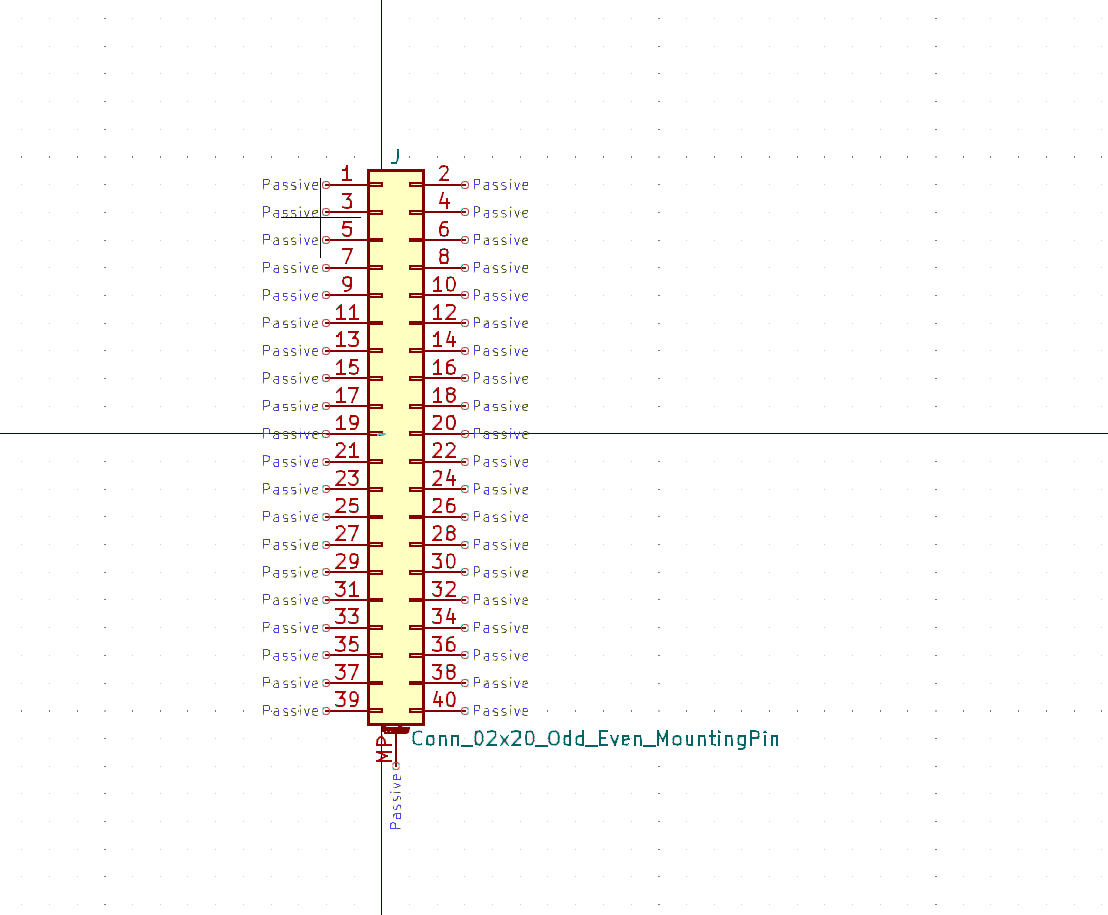 J
Passive 1 2 Passive
Passive 3 4 Passive
Passive 5 6 Passive
Passive 7 8 Passive
Passive 9 10 Passive
Passive 11 12 Passive
Passive 13 14 Passive
Passive 15 16 Passive
Passive 17 18 Passive
Passive 19 20 Passive
Passive 21 22 Passive
Passive 23 24 Passive
Passive 25 26 Passive
Passive 27 28 Passive
Passive 29 30 Passive
Passive 31 32 Passive
Passive 33 34 Passive
Passive 35 36 Passive
Passive 37 38 Passive
Passive 39 40 Passive
Conn_02x20_Odd_Even_MountingPin
MP
Passive